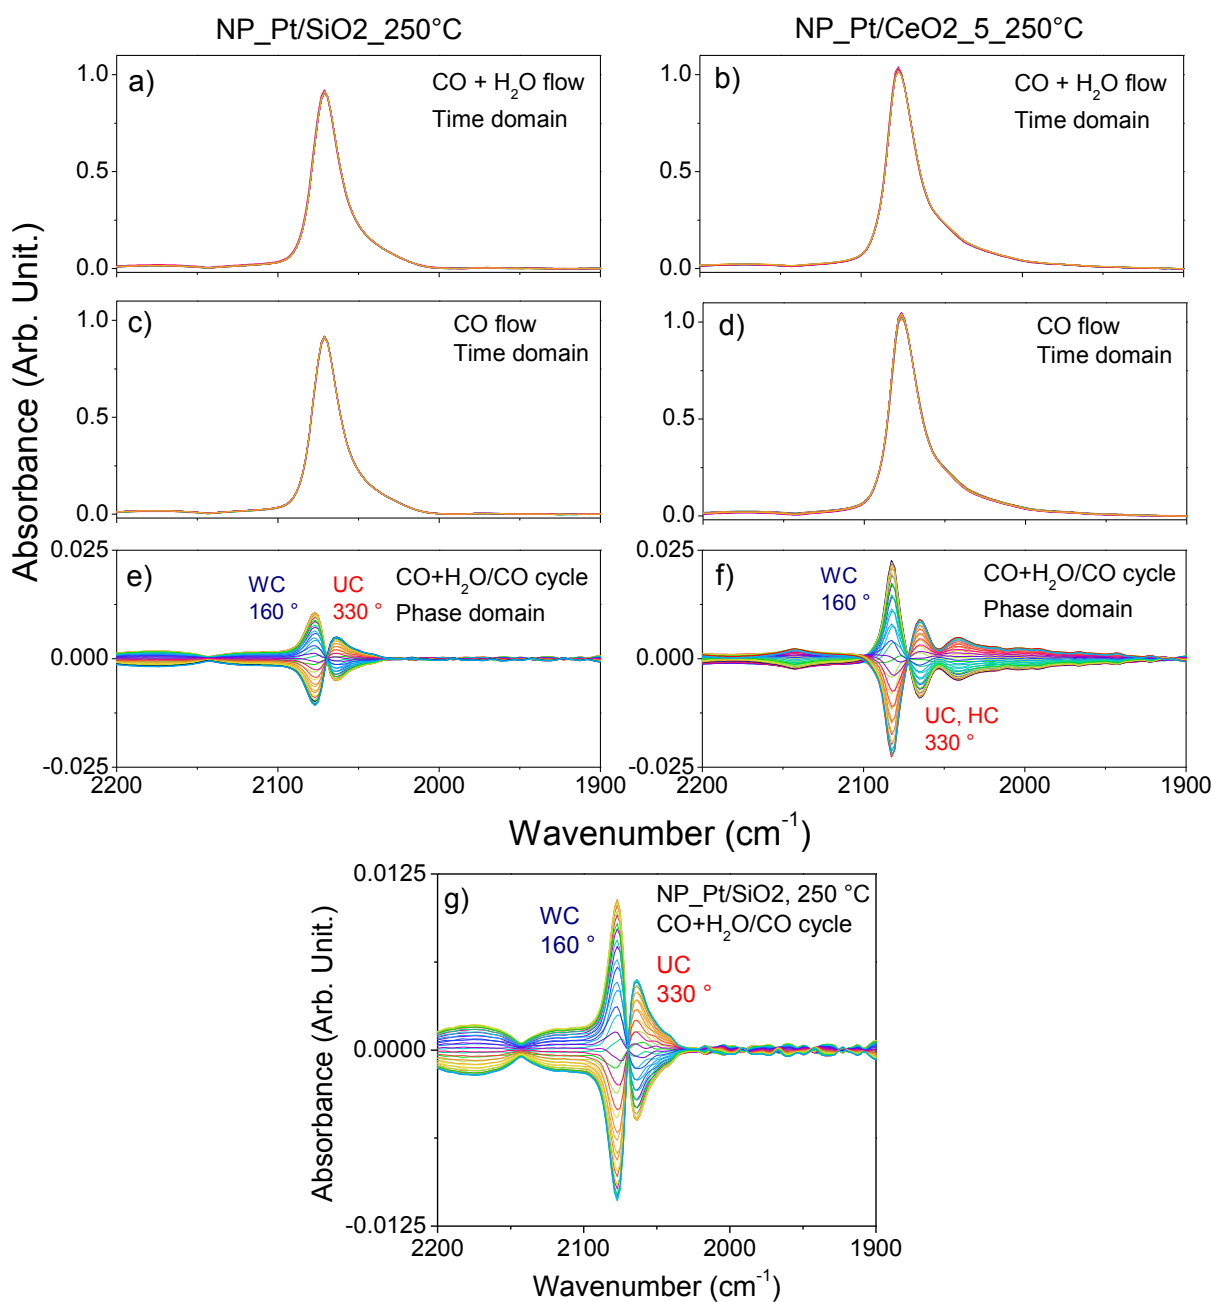 NP_Pt/SiO2_250°C
NP_Pt/CeO2_5_250°C
Absorbance (Arb. Unit.)
a)
CO + H₂O flow
Time domain
1.0
0.5
0.0
b)
CO + H₂O flow
Time domain
1.0
0.5
0.0
c)
CO flow
Time domain
1.0
0.5
0.0
d)
CO flow
Time domain
1.0
0.5
0.0
e)
WC
160 °
UC
330 °
CO+H₂O/CO cycle
Phase domain
0.025
0.000
-0.025
2200 2100 2000 1900
f)
WC
160 °
CO+H₂O/CO cycle
Phase domain
UC, HC
330 °
0.025
0.000
-0.025
2200 2100 2000 1900
Wavenumber (cm⁻¹)
g)
WC
160 °
NP_Pt/SiO2, 250 °C
CO+H₂O/CO cycle
UC
330 °
0.0125
0.0000
-0.0125
Absorbance (Arb. Unit.)
2200 2100 2000 1900
Wavenumber (cm⁻¹)